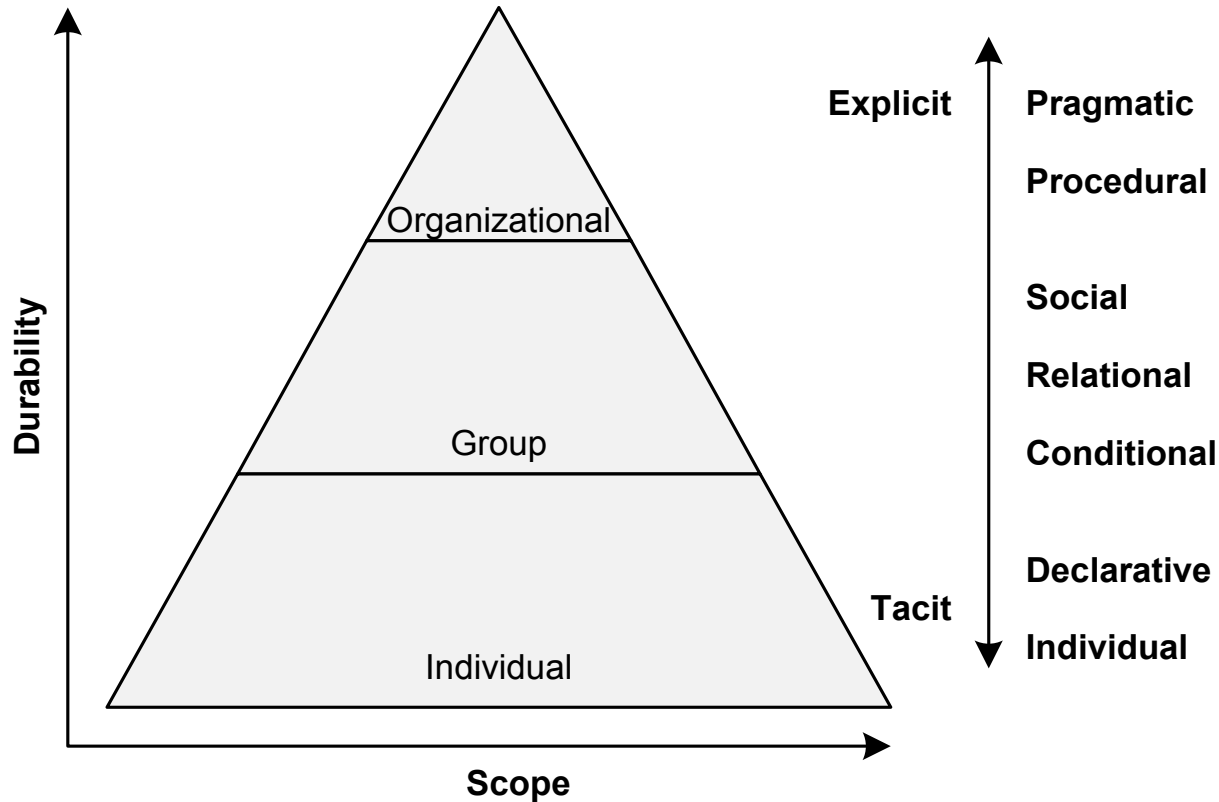 Explicit
Pragmatic
Procedural
Organizational
Social
Relational
Durability
Group
Conditional
Declarative
Tacit
Individual
Individual
Scope